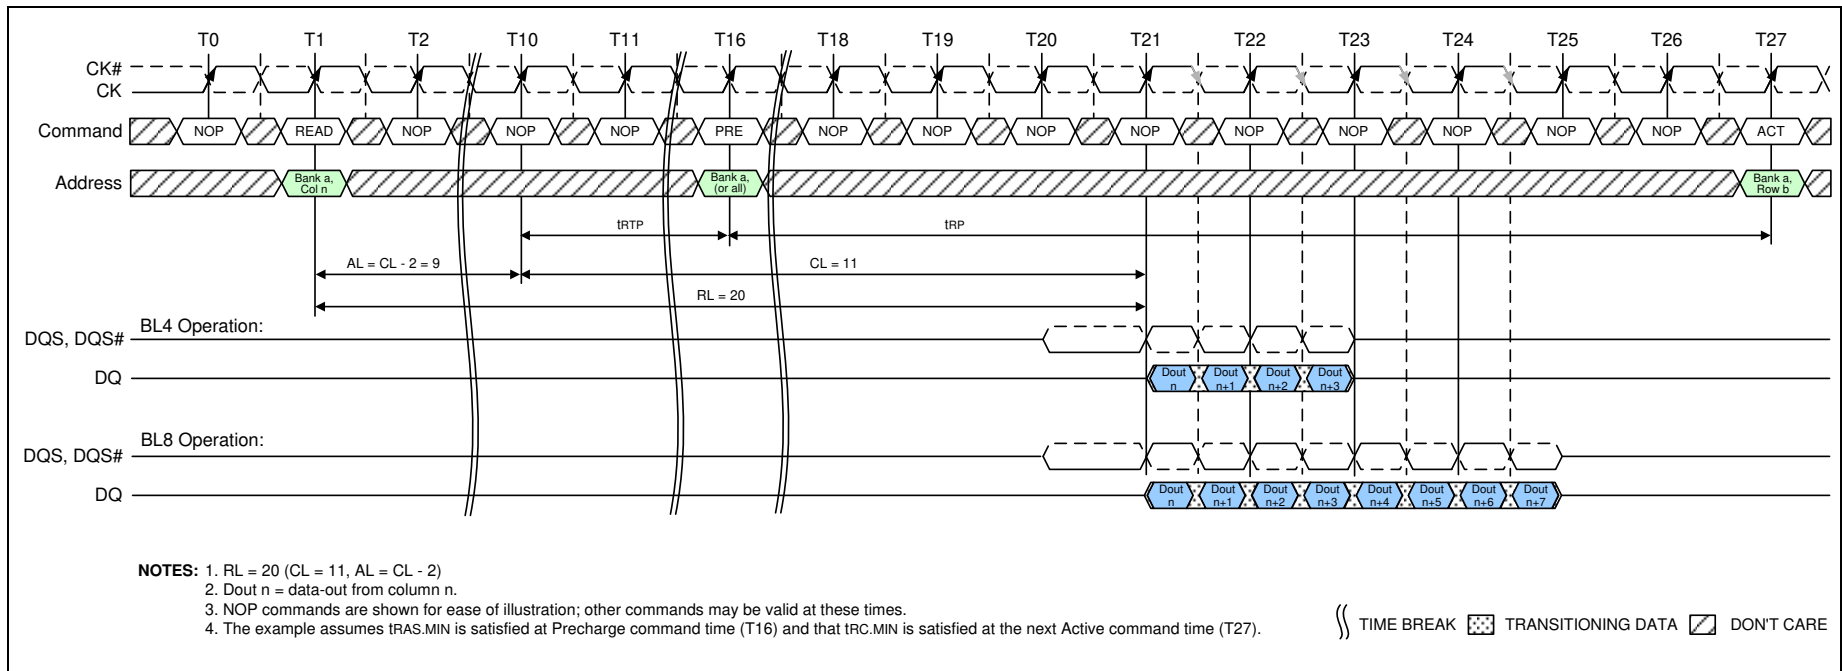 T0 T1 T2 T10 T11 T16 T18 T19 T20 T21 T22 T23 T24 T25 T26 T27
CK#
CK
Command NOP READ NOP NOP NOP PRE NOP NOP NOP NOP NOP NOP NOP NOP NOP ACT
Address Bank a, Col n Bank a, (or all) Bank a, Row b
tRTP tRP
AL = CL - 2 = 9 CL = 11
RL = 20
BL4 Operation:
DQS, DQS#
DQ Dout n Dout n+1 Dout n+2 Dout n+3
BL8 Operation:
DQS, DQS#
DQ Dout n Dout n+1 Dout n+2 Dout n+3 Dout n+4 Dout n+5 Dout n+6 Dout n+7
NOTES: 1. RL = 20 (CL = 11, AL = CL - 2)
2. Dout n = data-out from column n.
3. NOP commands are shown for ease of illustration; other commands may be valid at these times.
4. The example assumes tRAS.MIN is satisfied at Precharge command time (T16) and that tRC.MIN is satisfied at the next Active command time (T27).
TIME BREAK TRANSITIONING DATA DON'T CARE